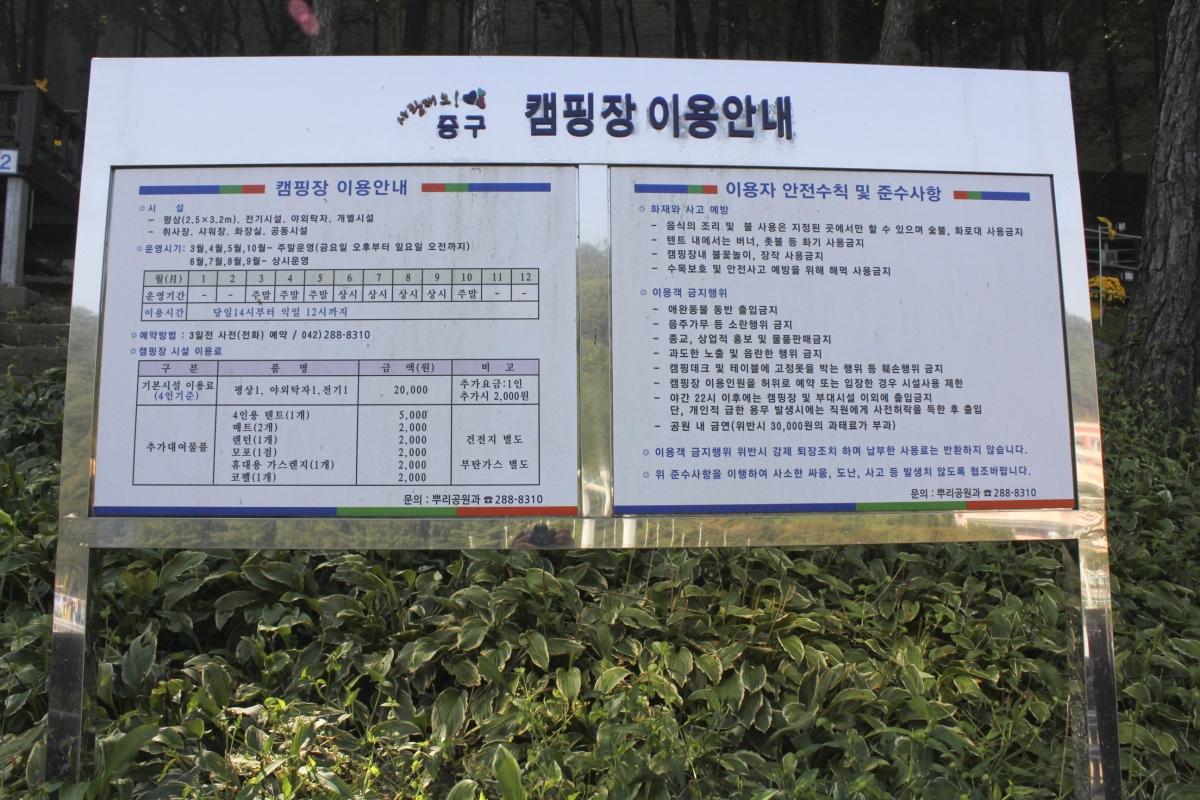 사랑해요! 중구 캠핑장 이용안내
2
캠핑장 이용안내
시 설
- 평상(2.5×3.2m). 전기시설. 야외탁자. 개별시설
- 취사장. 샤워장. 화장실. 공동시설
운영시기: 3월,4월,5월,10월- 주말운영(금요일 오후부터 일요일 오전까지)
6월,7월,8월,9월- 상시운영
월(月) 1 2 3 4 5 6 7 8 9 10 11 12
운영기간 - - 주말 주말 주말 상시 상시 상시 상시 주말 - -
이용시간 당일14시부터 익일 12시까지
예약방법 : 3일전 사전(전화) 예약 / 042)288-8310
캠핑장 시설 이용료
구 분 품 명 금 액(원) 비 고
기본시설 이용료 (4인기준) 평상1, 야외탁자1,전기1 20,000 추가요금:1인 추가시 2,000원
추가대여물품
4인용 텐트(1개) 5,000
매트(2개) 2,000
랜턴(1개) 2,000 건전지 별도
모포(1점) 2,000
휴대용 가스렌지(1개) 2,000 부탄가스 별도
코펠(1개) 2,000
문의 : 뿌리공원과 ☎288-8310
이용자 안전수칙 및 준수사항
화재와 사고 예방
- 음식의 조리 및 불 사용은 지정된 곳에서만 할 수 있으며 숯불, 화로대 사용금지
- 텐트 내에서는 버너, 촛불 등 화기 사용금지
- 캠핑장내 불꽃놀이, 장작 사용금지
- 수목보호 및 안전사고 예방을 위해 해먹 사용금지
이용객 금지행위
- 애완동물 동반 출입금지
- 음주가무 등 소란행위 금지
- 종교, 상업적 홍보 및 물품판매금지
- 과도한 노출 및 음란한 행위 금지
- 캠핑데크 및 테이블에 고정못을 박는 행위 등 훼손행위 금지
- 캠핑장 이용인원을 허위로 예약 또는 입장한 경우 시설사용 제한
- 야간 22시 이후에는 캠핑장 및 부대시설 이외에 출입금지
단, 개인적 급한 용무 발생시에는 직원에게 사전허락을 득한 후 출입
- 공원 내 금연(위반시 30,000원의 과태료가 부과)
이용객 금지행위 위반시 강제 퇴장조치 하며 납부한 사용료는 반환하지 않습니다.
위 준수사항을 이행하여 사소한 싸움, 도난, 사고 등 발생치 않도록 협조바랍니다.
문의 : 뿌리공원과 ☎288-8310